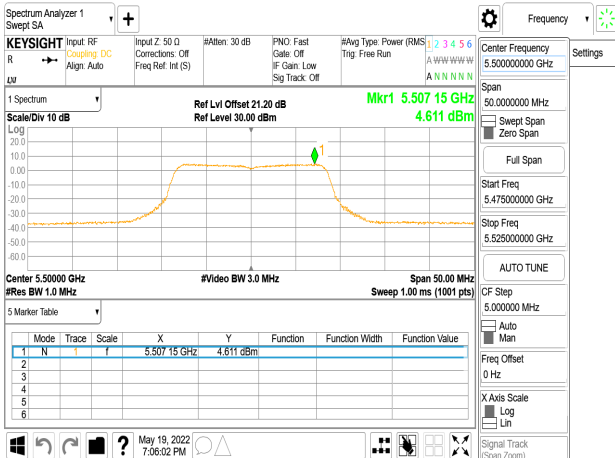 Spectrum Analyzer 1
Swept SA
Frequency
KEYSIGHT
R
LXI
Input: RF
Coupling: DC
Align: Auto
Input Z: 50 Ω
Corrections: Off
Freq Ref: Int (S)
#Atten: 30 dB
PNO: Fast
Gate: Off
IF Gain: Low
Sig Track: Off
#Avg Type: Power (RMS
Trig: Free Run
1 2 3 4 5 6
A W W W W W
A N N N N N
Center Frequency
5.500000000 GHz
Settings
Span
50.0000000 MHz
Swept Span
Zero Span
Full Span
Start Freq
5.475000000 GHz
Stop Freq
5.525000000 GHz
AUTO TUNE
CF Step
5.000000 MHz
Auto
Man
Freq Offset
0 Hz
X Axis Scale
Log
Lin
Signal Track
(Span Zoom)
1 Spectrum
Scale/Div 10 dB
Ref Lvl Offset 21.20 dB
Ref Level 30.00 dBm
Mkr1 5.507 15 GHz
4.611 dBm
Log
20.0
10.0
0.00
-10.0
-20.0
-30.0
-40.0
-50.0
-60.0
1
Center 5.50000 GHz
#Res BW 1.0 MHz
#Video BW 3.0 MHz
Span 50.00 MHz
Sweep 1.00 ms (1001 pts)
5 Marker Table
Mode Trace Scale X Y Function Function Width Function Value
1 N 1 f 5.507 15 GHz 4.611 dBm
2
3
4
5
6
?
May 19, 2022
7:06:02 PM